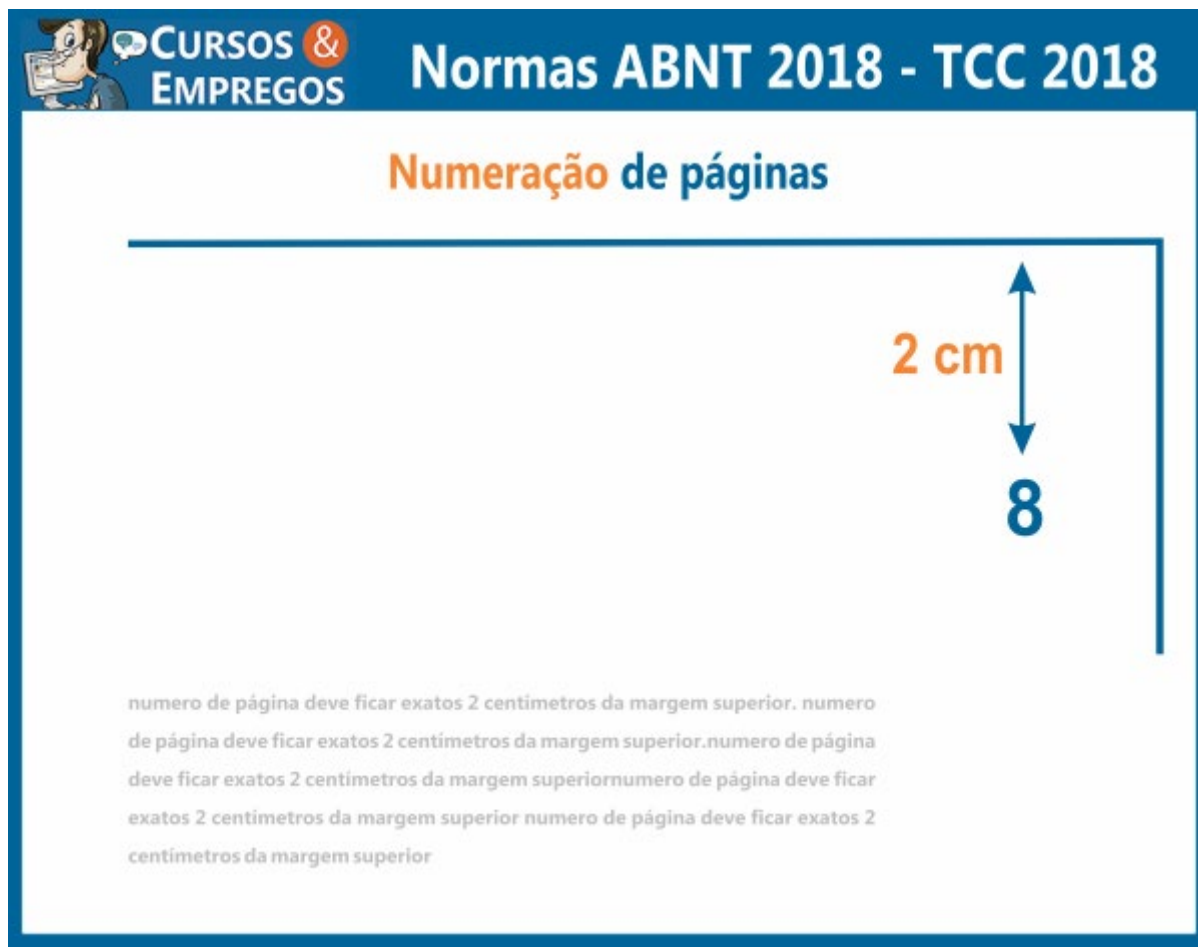 CURSOS &
EMPREGOS
Normas ABNT 2018 - TCC 2018
Numeração de páginas
2 cm
8
numero de página deve ficar exatos 2 centímetros da margem superior. numero
de página deve ficar exatos 2 centímetros da margem superior.numero de página
deve ficar exatos 2 centímetros da margem superiornumero de página deve ficar
exatos 2 centimetros da margem superior numero de página deve ficar exatos 2
centímetros da margem superior